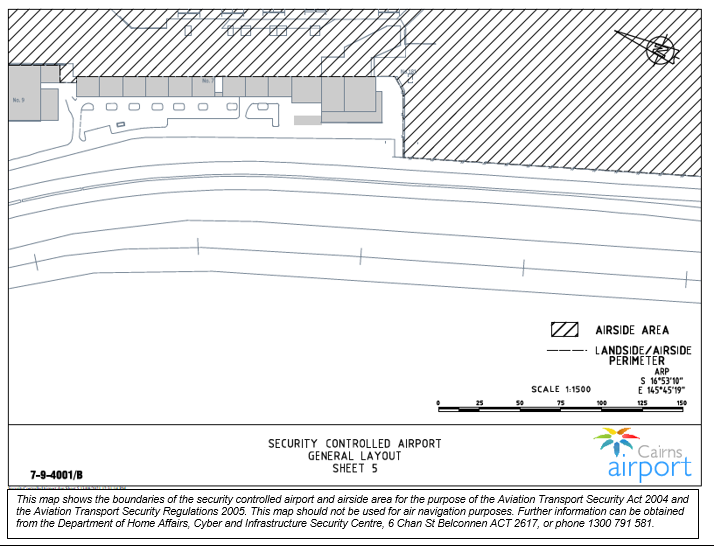 No.9
No.7
N
AIRSIDE AREA
LANDSIDE/AIRSIDE
PERIMETER
ARP
S 16°53'10"
E 145°45'19"
SCALE 1:1500
0 25 50 75 100 125 150
SECURITY CONTROLLED AIRPORT
GENERAL LAYOUT
SHEET 5
7-9-4001/B
Cairns
airport
This map shows the boundaries of the security controlled airport and airside area for the purpose of the Aviation Transport Security Act 2004 and
the Aviation Transport Security Regulations 2005. This map should not be used for air navigation purposes. Further information can be obtained
from the Department of Home Affairs, Cyber and Infrastructure Security Centre, 6 Chan St Belconnen ACT 2617, or phone 1300 791 581.